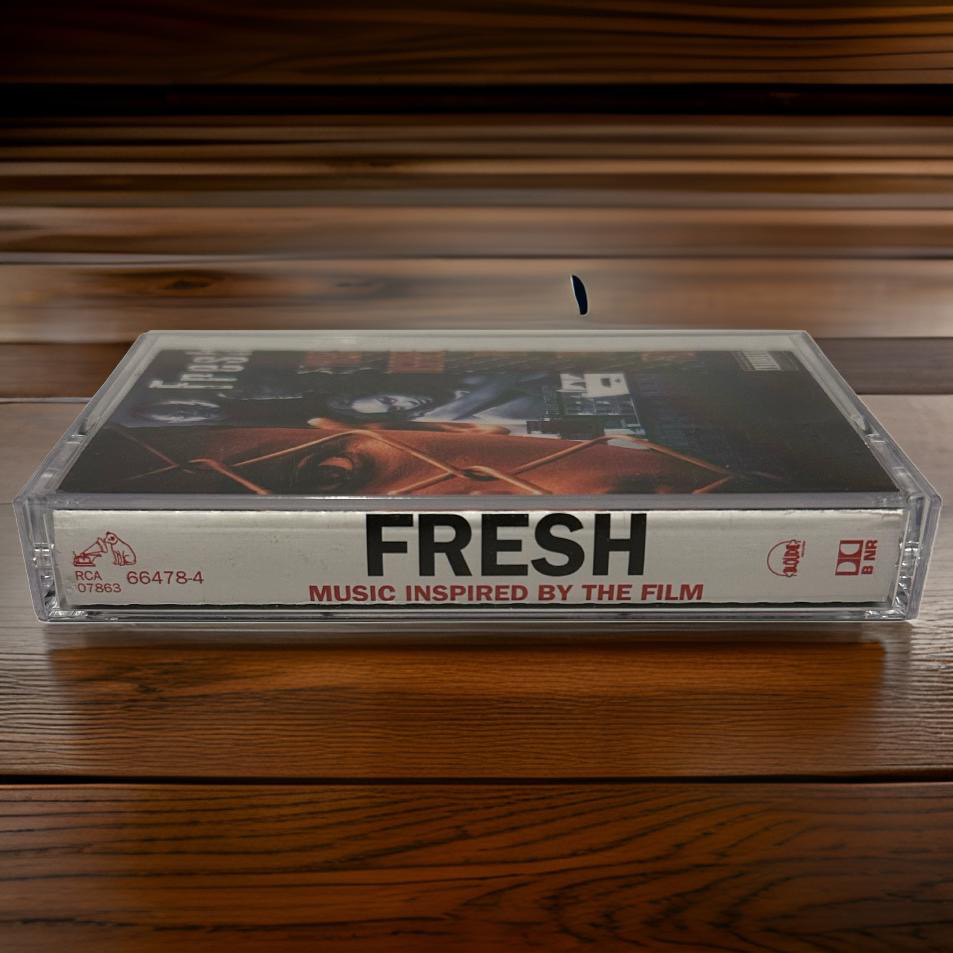 Fresh
FRESH
MUSIC INSPIRED BY THE FILM
RCA
07863
66478-4
B NR